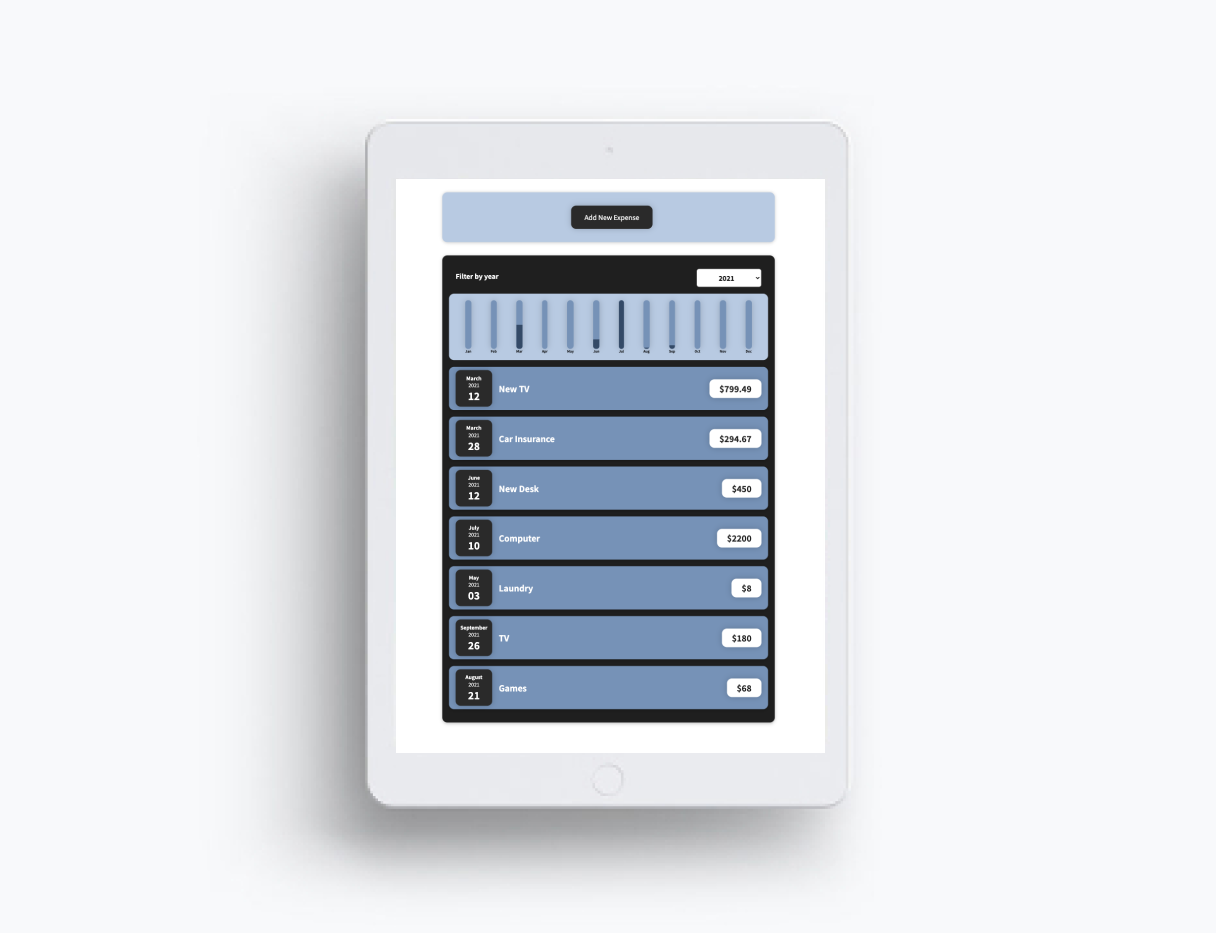 Add New Expense
Filter by year
2021
Jan Feb Mar Apr May Jun Jul Aug Sep Oct Nov Dec
March
2021
12
New TV
$799.49
March
2021
28
Car Insurance
$294.67
June
2021
12
New Desk
$450
July
2021
10
Computer
$2200
May
2021
03
Laundry
$8
September
2021
26
TV
$180
August
2021
21
Games
$68